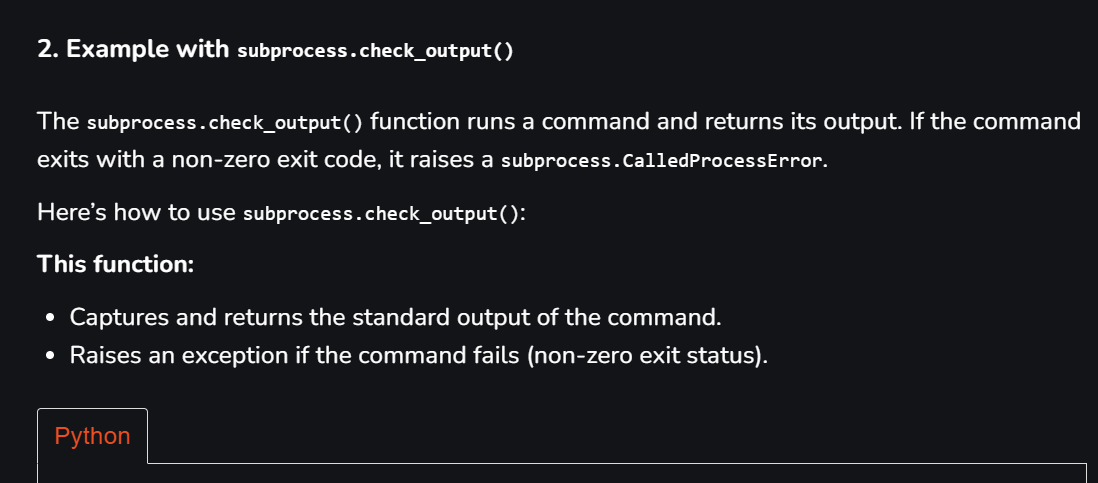 2. Example with subprocess.check_output()
The subprocess.check_output() function runs a command and returns its output. If the command
exits with a non-zero exit code, it raises a subprocess.CalledProcessError.
Here’s how to use subprocess.check_output():
This function:
• Captures and returns the standard output of the command.
• Raises an exception if the command fails (non-zero exit status).
Python